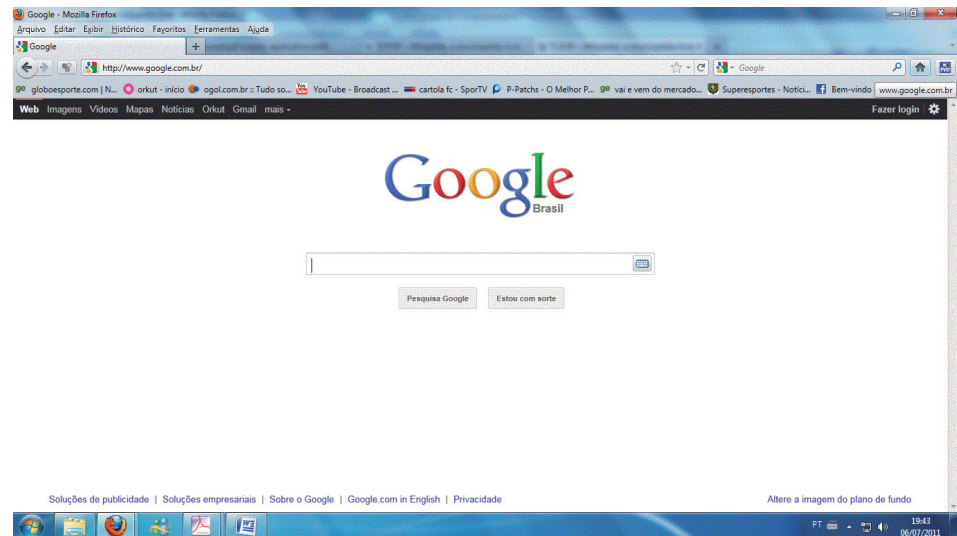 Google - Mozilla Firefox
Arquivo Editar Exibir Histórico Favoritos Ferramentas Ajuda
Google +
http://www.google.com.br/ Google
globoesporte.com | N... orkut - início ogol.com.br :: Tudo so... YouTube - Broadcast ... cartola fc - SporTV P-Patchs - O Melhor P... vai e vem do mercado... Superesportes - Notíci... Bem-vindo www.google.com.br
Web Imagens Vídeos Mapas Notícias Orkut Gmail mais Fazer login
Google
Brasil
Pesquisa Google Estou com sorte
Soluções de publicidade | Soluções empresariais | Sobre o Google | Google.com in English | Privacidade Altere a imagem do plano de fundo
PT 19:43
06/07/2011